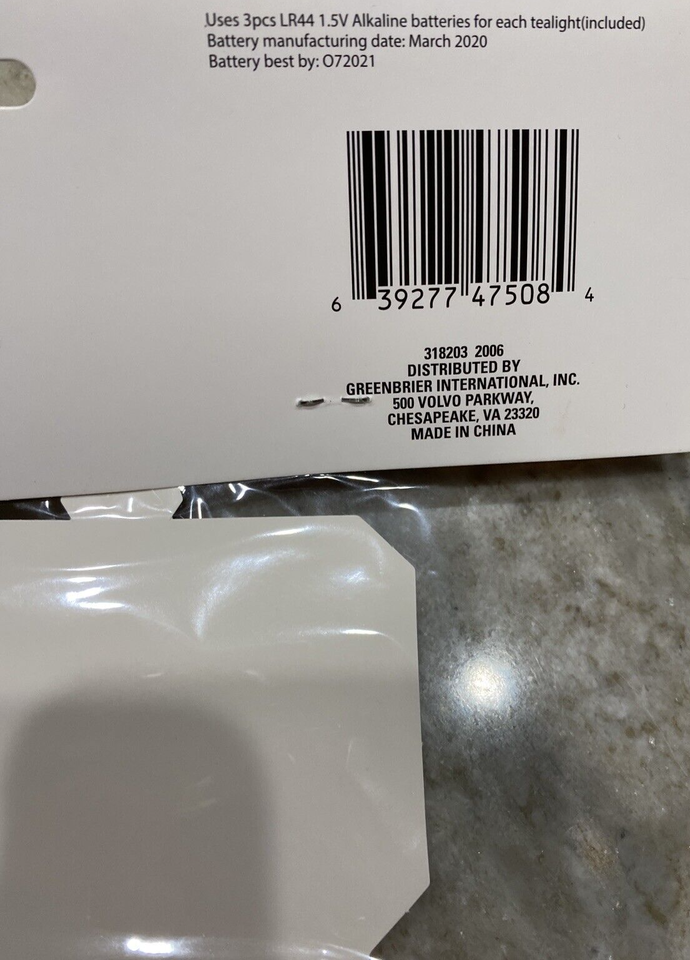 Uses 3pcs LR44 1.5V Alkaline batteries for each tealight(included)
Battery manufacturing date: March 2020
Battery best by: O72021
6 39277 47508 4
318203 2006
DISTRIBUTED BY
GREENBRIER INTERNATIONAL, INC.
500 VOLVO PARKWAY,
CHESAPEAKE, VA 23320
MADE IN CHINA